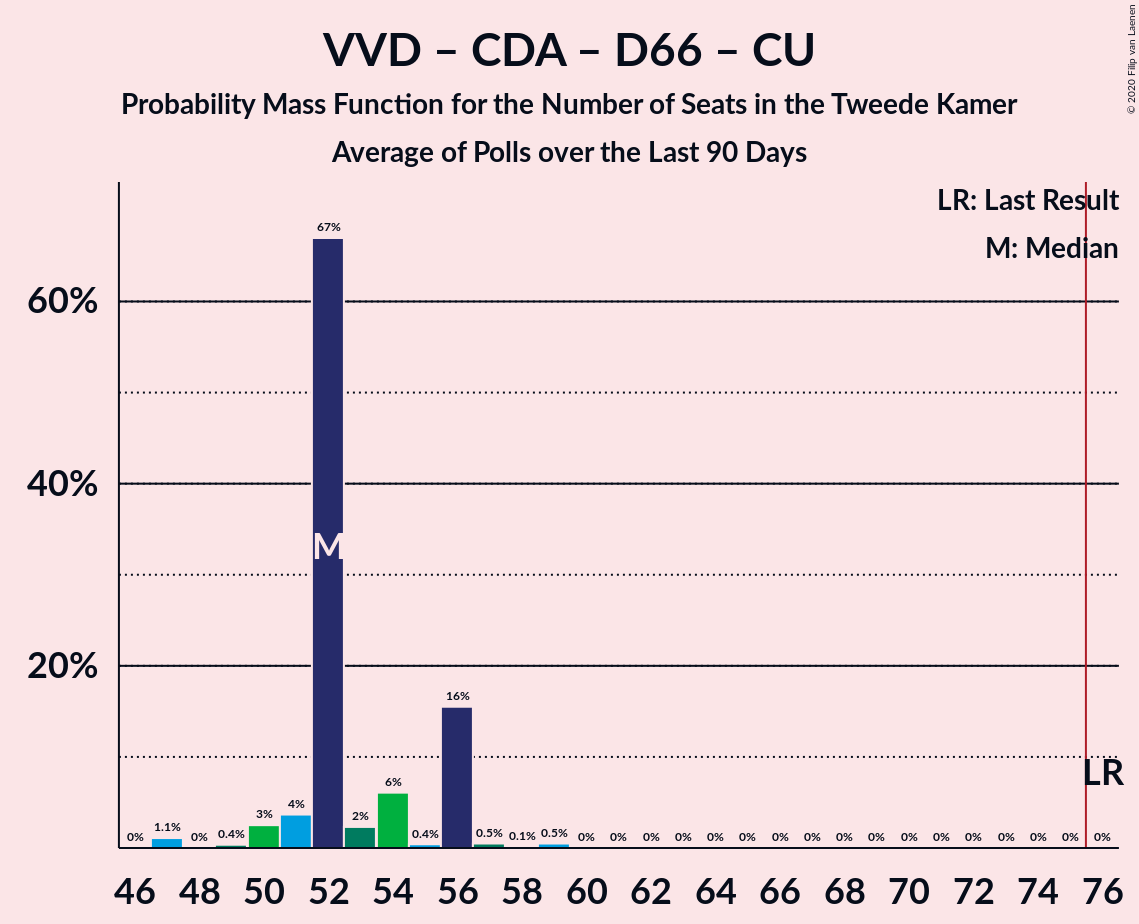 VVD – CDA – D66 – CU
Probability Mass Function for the Number of Seats in the Tweede Kamer
Average of Polls over the Last 90 Days
© 2020 Filip van Laenen
LR: Last Result
M: Median
60%
40%
20%
67%
M
16%
LR
0% 1.1% 0% 0.4% 3% 4% 2% 6% 0.4% 0.5% 0.1% 0.5% 0% 0% 0% 0% 0% 0% 0% 0% 0% 0% 0% 0% 0% 0% 0% 0% 0%
46 48 50 52 54 56 58 60 62 64 66 68 70 72 74 76